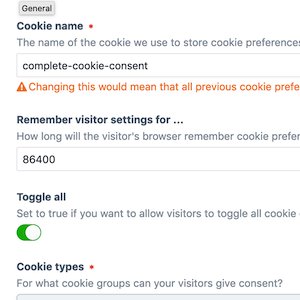 General
Cookie name *
The name of the cookie we use to store cookie preferences
complete-cookie-consent
Changing this would mean that all previous cookie prefe
Remember visitor settings for ...
How long will the visitor's browser remember cookie prefer
86400
Toggle all
Set to true if you want to allow visitors to toggle all cookie
Cookie types *
For what cookie groups can your visitors give consent?